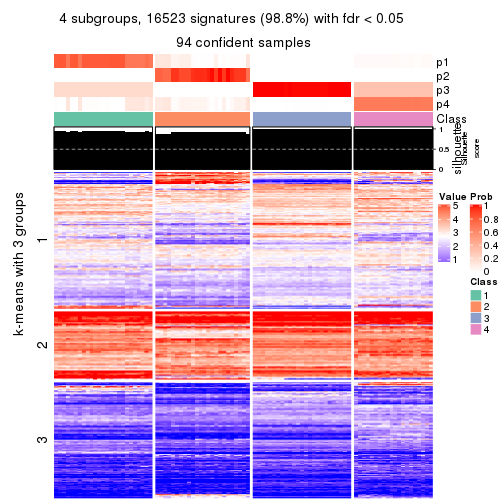 4 subgroups, 16523 signatures (98.8%) with fdr < 0.05
94 confident samples
p1
p2
p3
p4
Class
silhouette
Silhouette
score
1
0.5
0
k-means with 3 groups
1
2
3
Value
5
4
3
2
1
Prob
1
0.8
0.6
0.4
0.2
0
Class
1
2
3
4